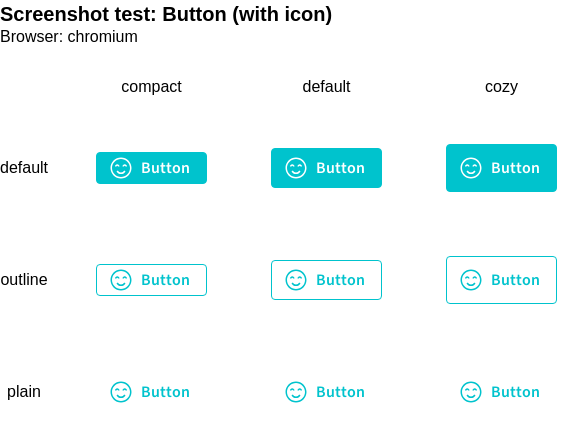 Screenshot test: Button (with icon)
Browser: chromium
compact default cozy
default Button Button Button
outline Button Button Button
plain Button Button Button